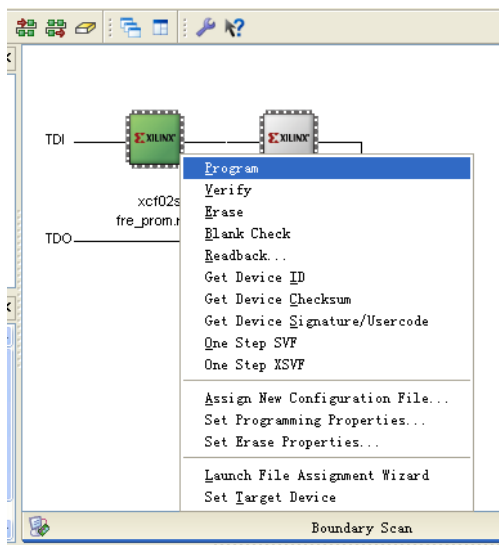 TDI
XILINX
XILINX
xcf02s
fre_prom.
TDO
Program
Verify
Erase
Blank Check
Readback...
Get Device ID
Get Device Checksum
Get Device Signature/Usercode
One Step SVF
One Step XSVF
Assign New Configuration File...
Set Programming Properties...
Set Erase Properties...
Launch File Assignment Wizard
Set Target Device
Boundary Scan